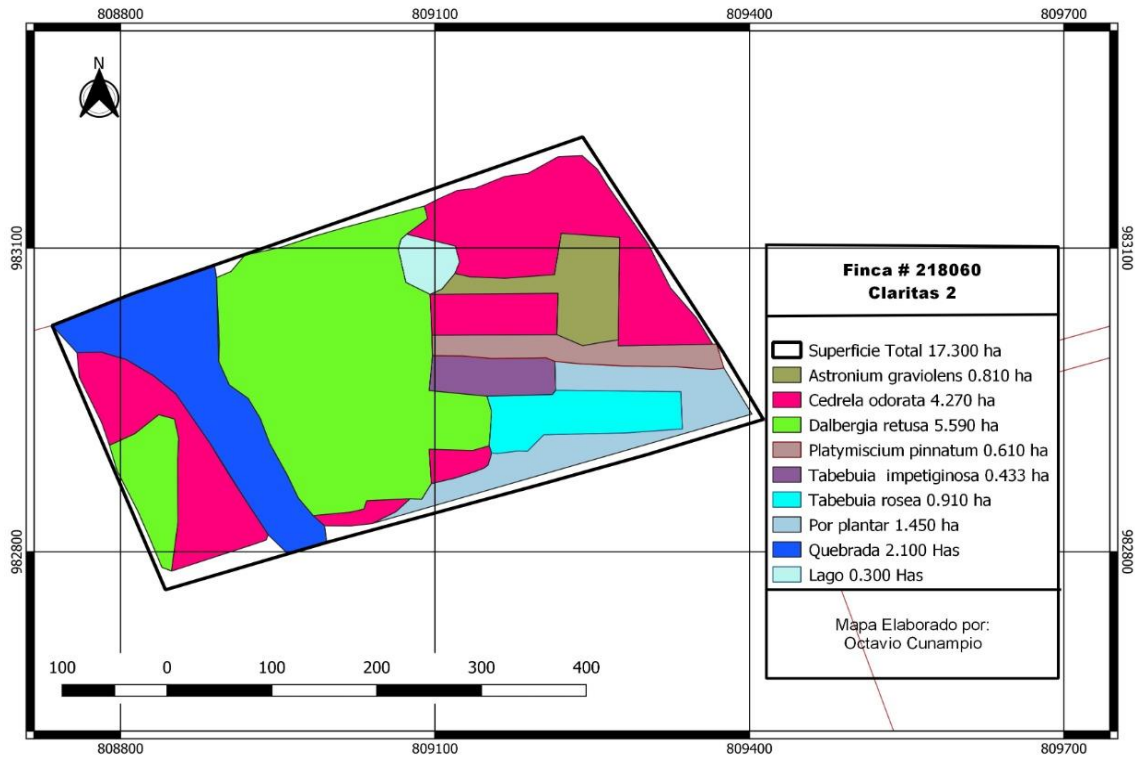 808800 809100 809400 809700
N
983100 983100
Finca # 218060
Claritas 2
Superficie Total 17.300 ha
Astronium graviolens 0.810 ha
Cedrela odorata 4.270 ha
Dalbergia retusa 5.590 ha
Platymiscium pinnatum 0.610 ha
Tabebuia impetiginosa 0.433 ha
Tabebuia rosea 0.910 ha
Por plantar 1.450 ha
Quebrada 2.100 Has
Lago 0.300 Has
982800 982800
Mapa Elaborado por:
Octavio Cunampio
100 0 100 200 300 400
808800 809100 809400 809700